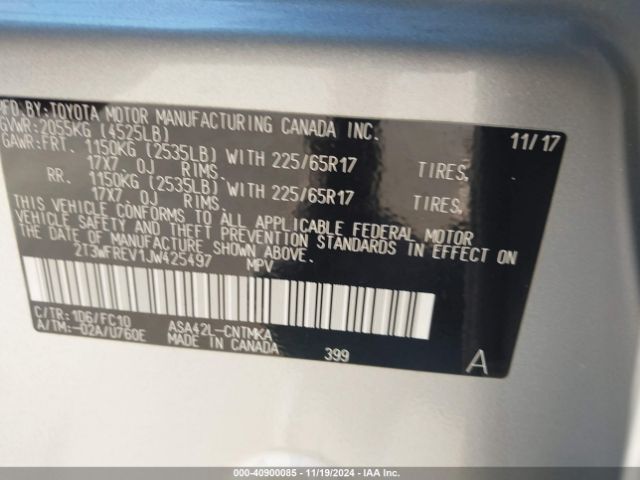 MFD. BY: TOYOTA MOTOR MANUFACTURING CANADA INC.
GVWR: 2055KG (4525LB) 11/17
GAWR: FRT. 1150KG (2535LB) WITH 225/65R17 TIRES,
17X7. 0J RIMS.
RR. 1150KG (2535LB) WITH 225/65R17 TIRES,
17X7. 0J RIMS.
THIS VEHICLE CONFORMS TO ALL APPLICABLE FEDERAL MOTOR
VEHICLE SAFETY AND THEFT PREVENTION STANDARDS IN EFFECT ON
THE DATE OF MANUFACTURE SHOWN ABOVE.
2T3WFREV1JW425497 MPV
C/TR: 1D6/FC10 ASA42L-CNTMKA
A/TM: -02A/U760E MADE IN CANADA 399 A
000-40900085 - 11/19/2024 - IAA Inc.